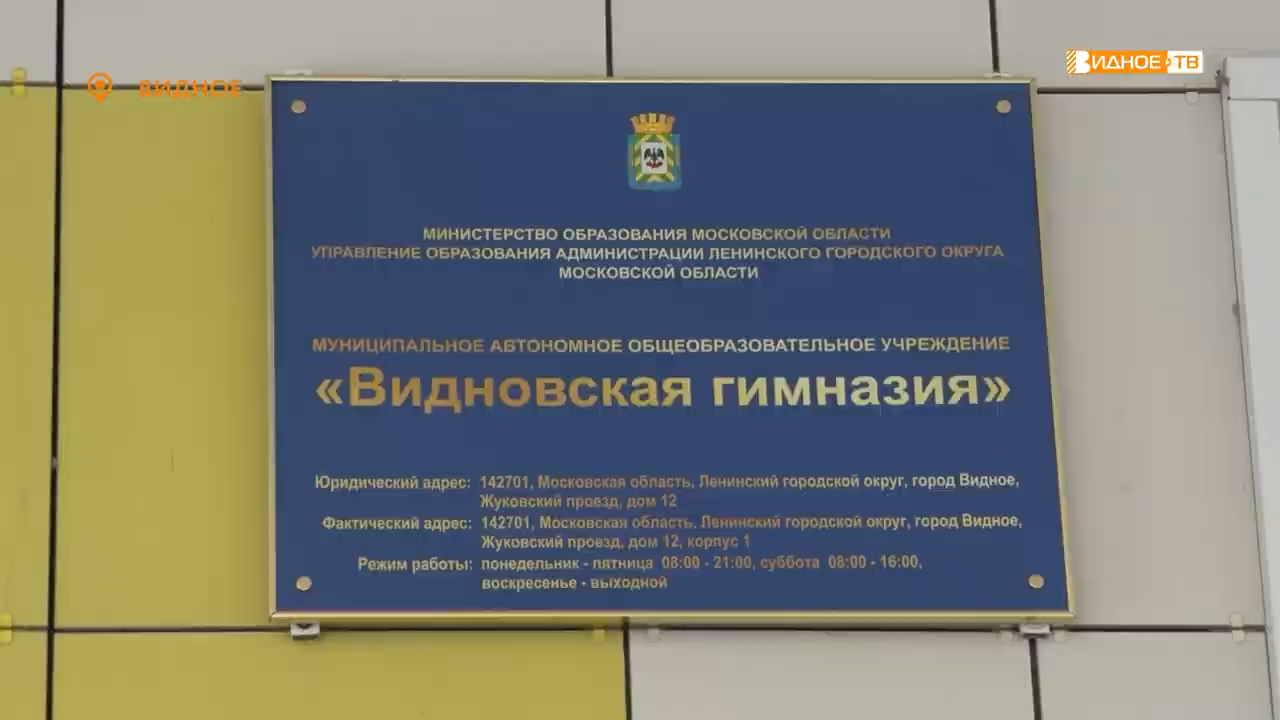 ВИДНОЕ
ВИДНОЕ ТВ
МИНИСТЕРСТВО ОБРАЗОВАНИЯ МОСКОВСКОЙ ОБЛАСТИ
УПРАВЛЕНИЕ ОБРАЗОВАНИЯ АДМИНИСТРАЦИИ ЛЕНИНСКОГО ГОРОДСКОГО ОКРУГА
МОСКОВСКОЙ ОБЛАСТИ
МУНИЦИПАЛЬНОЕ АВТОНОМНОЕ ОБЩЕОБРАЗОВАТЕЛЬНОЕ УЧРЕЖДЕНИЕ
«Видновская гимназия»
Юридический адрес: 142701, Московская область, Ленинский городской округ, город Видное,
Жуковский проезд, дом 12
Фактический адрес: 142701, Московская область, Ленинский городской округ, город Видное,
Жуковский проезд, дом 12, корпус 1
Режим работы: понедельник - пятница 08:00 - 21:00, суббота 08:00 - 16:00,
воскресенье - выходной